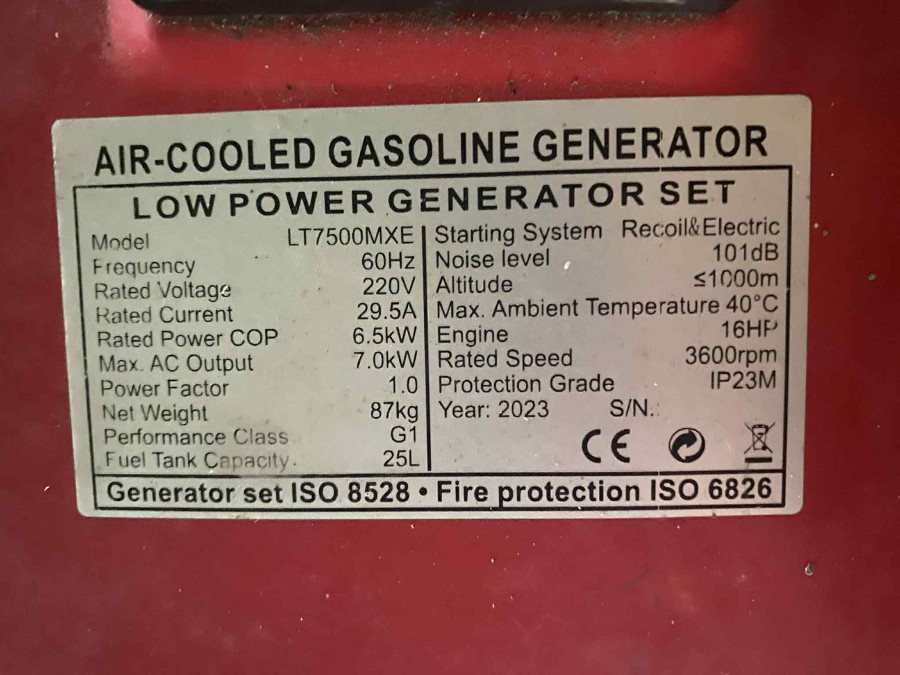 AIR-COOLED GASOLINE GENERATOR
LOW POWER GENERATOR SET
Model LT7500MXE
Frequency 60Hz
Rated Voltage 220V
Rated Current 29.5A
Rated Power COP 6.5kW
Max. AC Output 7.0kW
Power Factor 1.0
Net Weight 87kg
Performance Class G1
Fuel Tank Capacity. 25L
Starting System Recoil&Electric
Noise level 101dB
Altitude ≤1000m
Max. Ambient Temperature 40°C
Engine 16HP
Rated Speed 3600rpm
Protection Grade IP23M
Year: 2023 S/N.:
CE
Generator set ISO 8528 • Fire protection ISO 6826